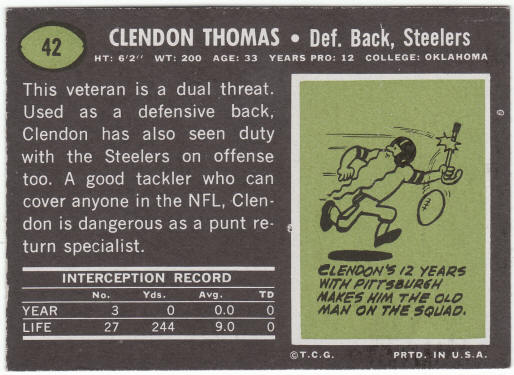 42
CLENDON THOMAS • Def. Back, Steelers
HT: 6'2" WT: 200 AGE: 33 YEARS PRO: 12 COLLEGE: OKLAHOMA
This veteran is a dual threat.
Used as a defensive back,
Clendon has also seen duty
with the Steelers on offense
too. A good tackler who can
cover anyone in the NFL, Clen-
don is dangerous as a punt re-
turn specialist.
INTERCEPTION RECORD
No. Yds. Avg. TD
YEAR 3 0 0.0 0
LIFE 27 244 9.0 0
CLENDON'S 12 YEARS
WITH PITTSBURGH
MAKES HIM THE OLD
MAN ON THE SQUAD.
©T.C.G. PRTD. IN U.S.A.